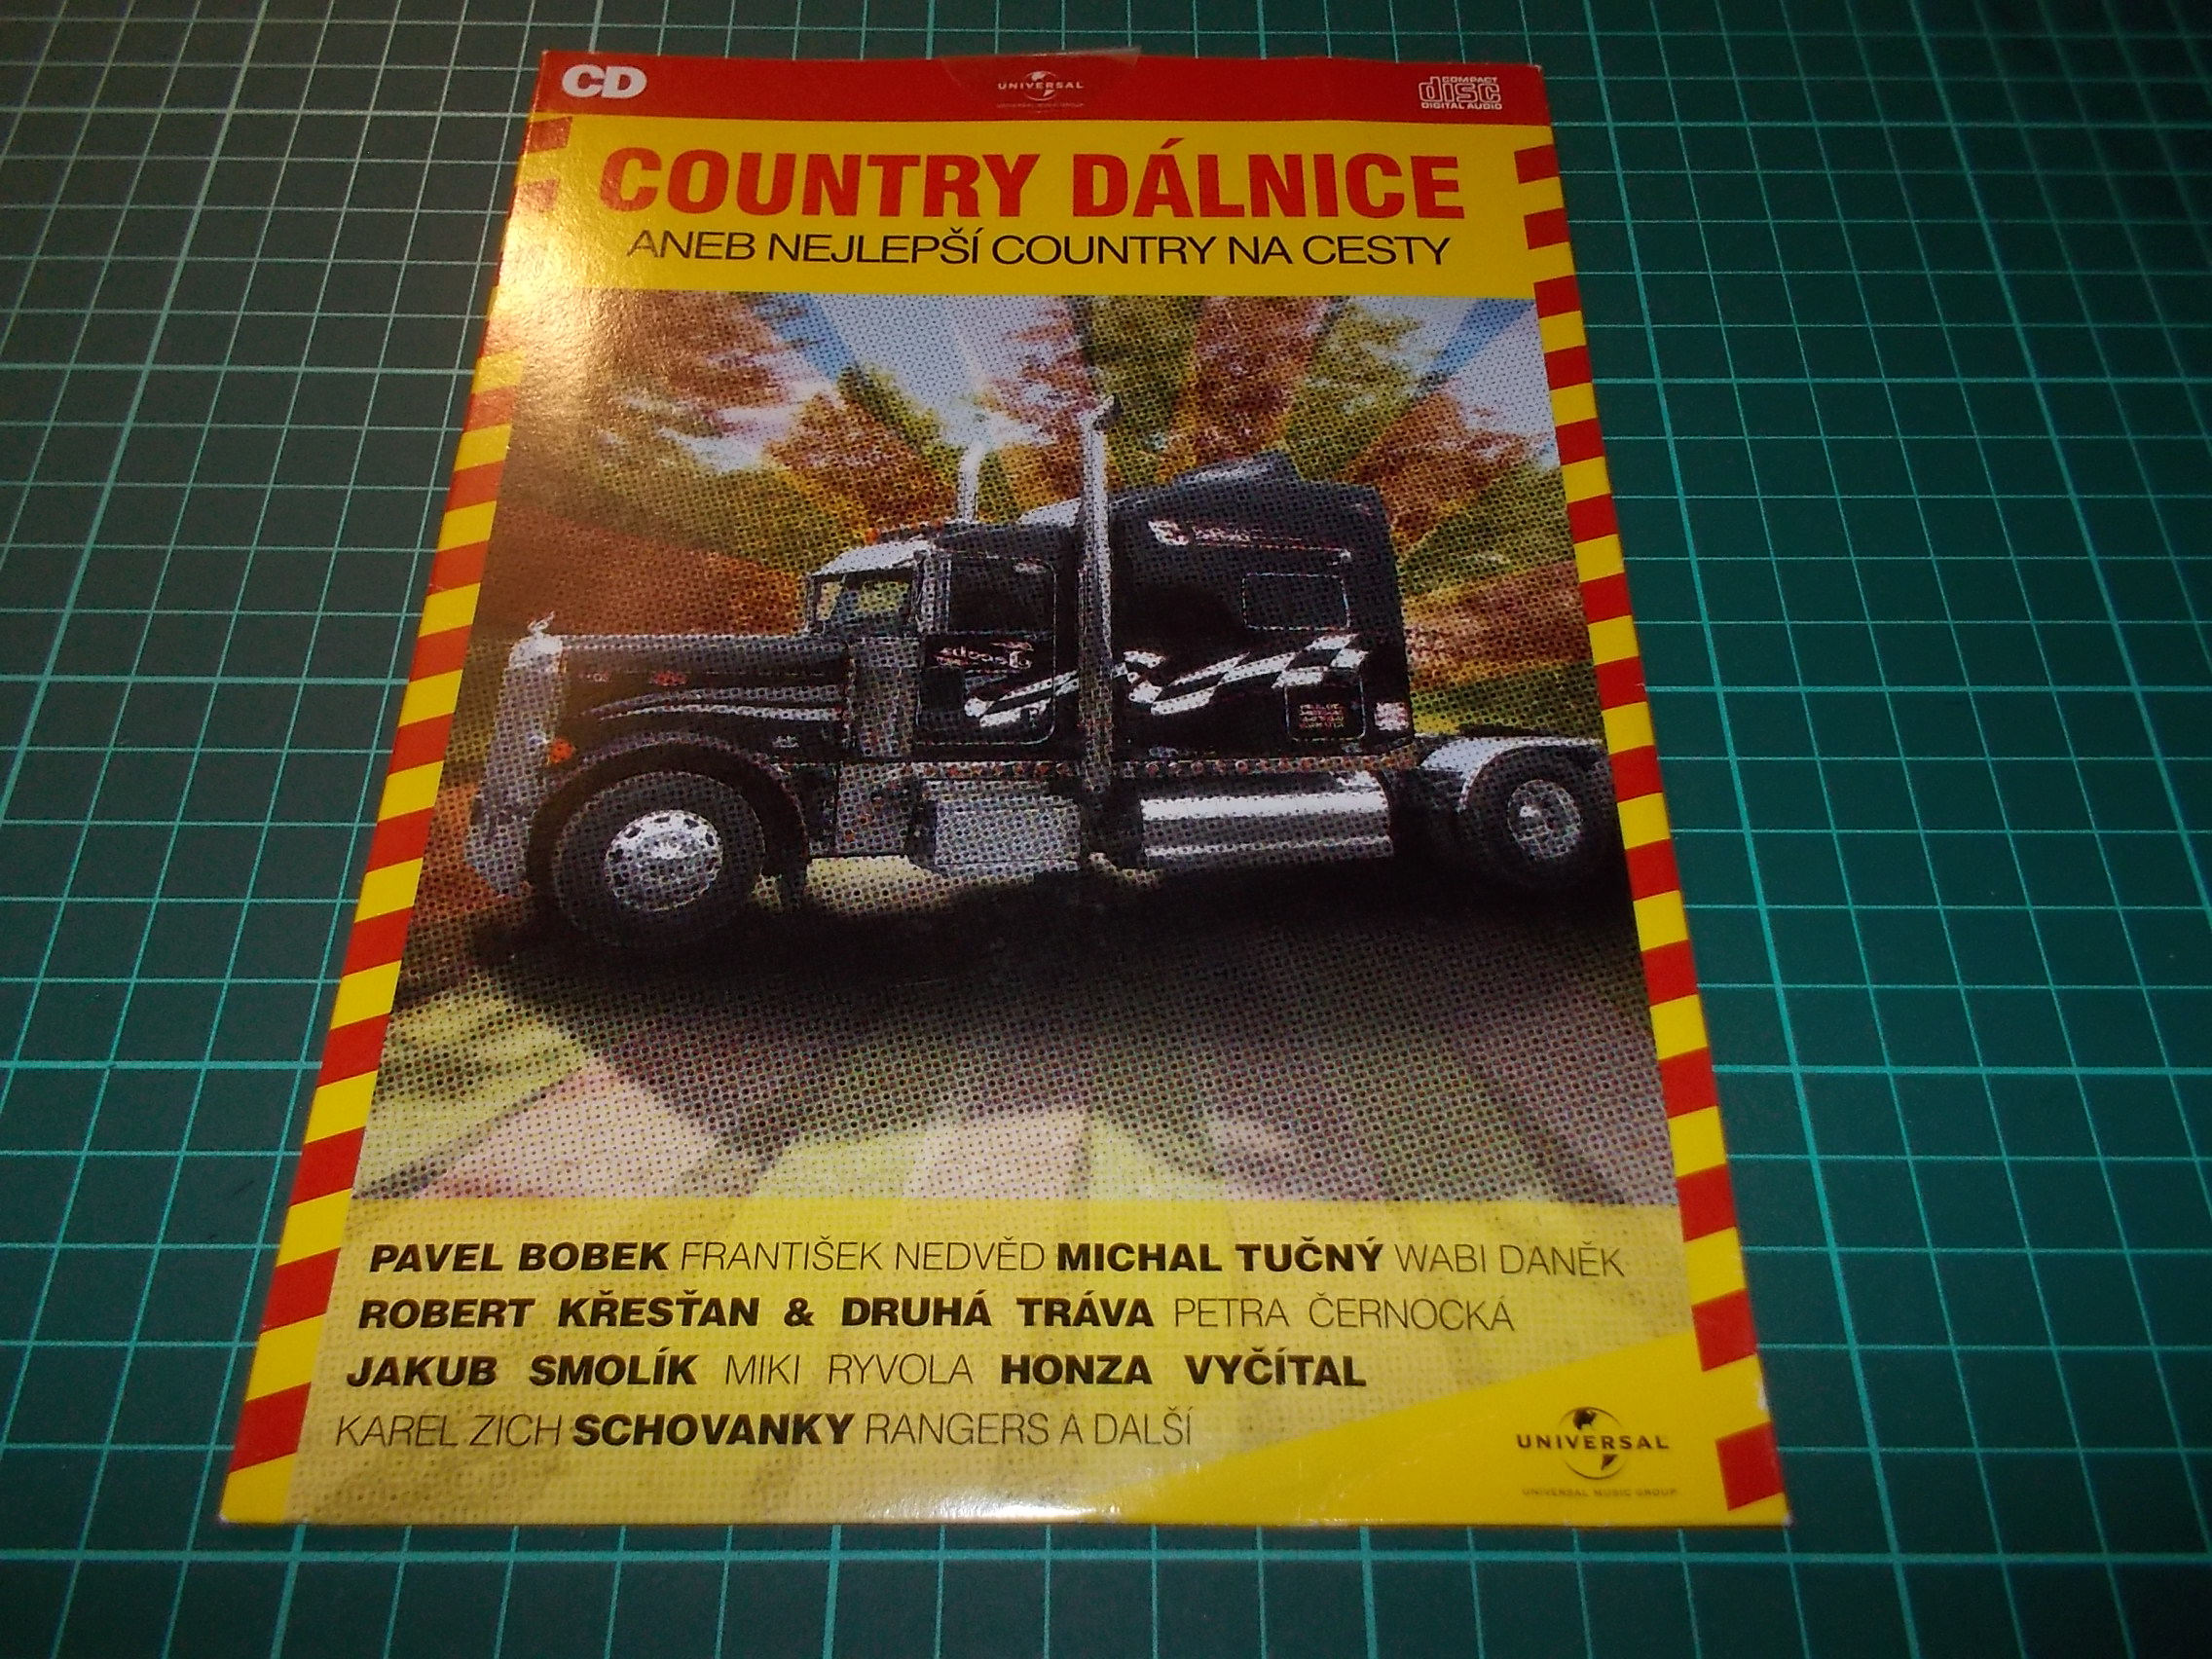 CD
UNIVERSAL
COMPACT
disc
DIGITAL AUDIO
COUNTRY DÁLNICE
ANEB NEJLEPŠÍ COUNTRY NA CESTY
PAVEL BOBEK FRANTIŠEK NEDVĚD MICHAL TUČNÝ WABI DANĚK
ROBERT KŘESŤAN & DRUHÁ TRÁVA PETRA ČERNOCKÁ
JAKUB SMOLÍK MIKI RYVOLA HONZA VYČÍTAL
KAREL ZICH SCHOVANKY RANGERS A DALŠÍ
UNIVERSAL
UNIVERSAL MUSIC GROUP